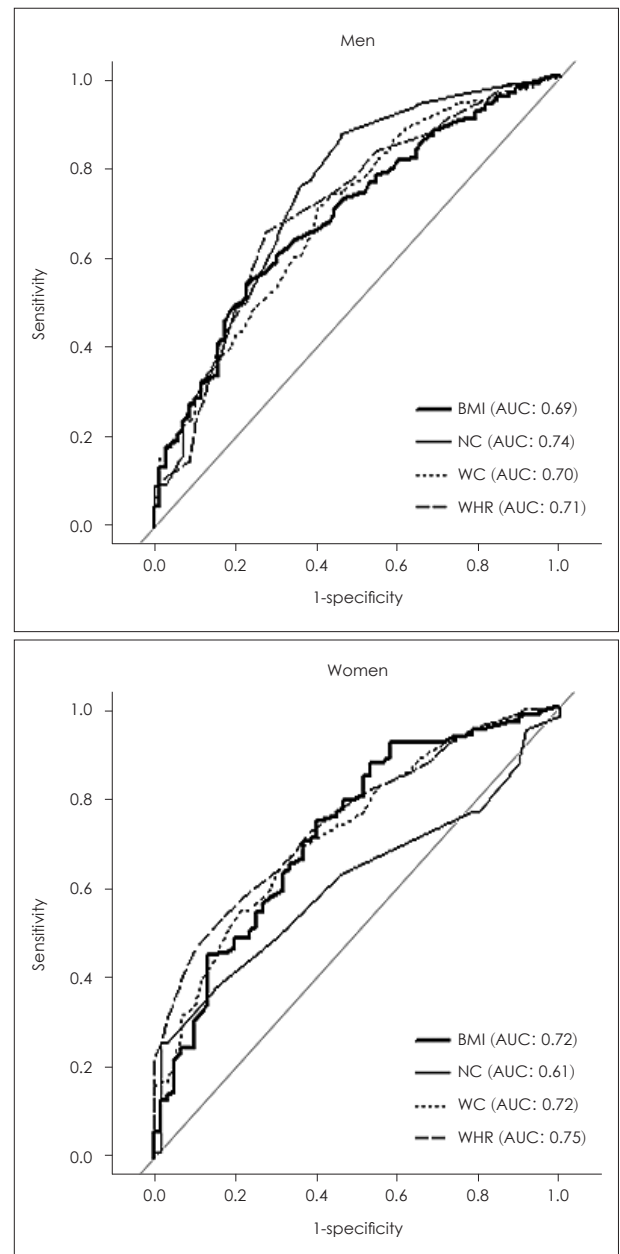 Men
1.0
0.8
0.6
0.4
0.2
0.0
Sensitivity
BMI (AUC: 0.69)
NC (AUC: 0.74)
WC (AUC: 0.70)
WHR (AUC: 0.71)
0.0 0.2 0.4 0.6 0.8 1.0
1-specificity
Women
1.0
0.8
0.6
0.4
0.2
0.0
Sensitivity
BMI (AUC: 0.72)
NC (AUC: 0.61)
WC (AUC: 0.72)
WHR (AUC: 0.75)
0.0 0.2 0.4 0.6 0.8 1.0
1-specificity